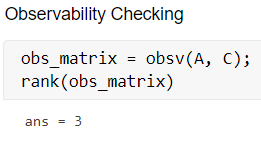 Observability Checking
obs_matrix = obsv(A, C);
rank(obs_matrix)
ans = 3